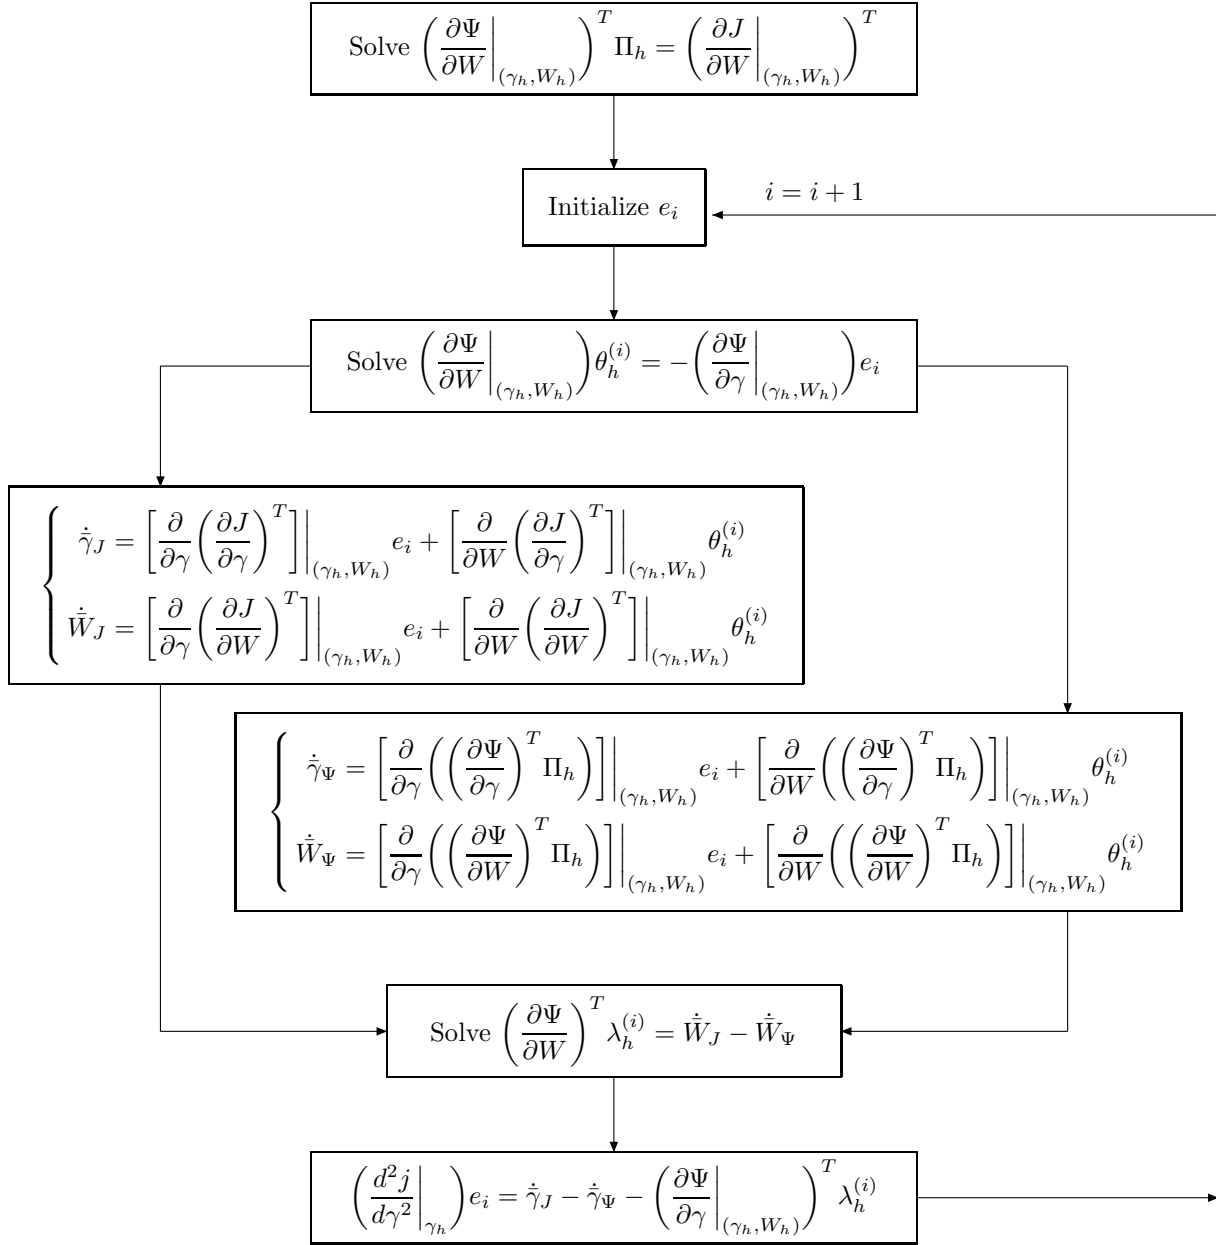 Solve $\left(\frac{\partial \Psi}{\partial W}\Big|_{(\gamma_h, W_h)}\right)^T \Pi_h = \left(\frac{\partial J}{\partial W}\Big|_{(\gamma_h, W_h)}\right)^T$
Initialize $e_i$
$i = i + 1$
Solve $\left(\frac{\partial \Psi}{\partial W}\Big|_{(\gamma_h, W_h)}\right) \theta_h^{(i)} = -\left(\frac{\partial \Psi}{\partial \gamma}\Big|_{(\gamma_h, W_h)}\right) e_i$
$\dot{\bar{\gamma}}_J = \left[\frac{\partial}{\partial \gamma}\left(\frac{\partial J}{\partial \gamma}\right)^T\right]\Big|_{(\gamma_h, W_h)} e_i + \left[\frac{\partial}{\partial W}\left(\frac{\partial J}{\partial \gamma}\right)^T\right]\Big|_{(\gamma_h, W_h)} \theta_h^{(i)}$
$\dot{\bar{W}}_J = \left[\frac{\partial}{\partial \gamma}\left(\frac{\partial J}{\partial W}\right)^T\right]\Big|_{(\gamma_h, W_h)} e_i + \left[\frac{\partial}{\partial W}\left(\frac{\partial J}{\partial W}\right)^T\right]\Big|_{(\gamma_h, W_h)} \theta_h^{(i)}$
$\dot{\bar{\gamma}}_\Psi = \left[\frac{\partial}{\partial \gamma}\left(\left(\frac{\partial \Psi}{\partial \gamma}\right)^T \Pi_h\right)\right]\Big|_{(\gamma_h, W_h)} e_i + \left[\frac{\partial}{\partial W}\left(\left(\frac{\partial \Psi}{\partial \gamma}\right)^T \Pi_h\right)\right]\Big|_{(\gamma_h, W_h)} \theta_h^{(i)}$
$\dot{\bar{W}}_\Psi = \left[\frac{\partial}{\partial \gamma}\left(\left(\frac{\partial \Psi}{\partial W}\right)^T \Pi_h\right)\right]\Big|_{(\gamma_h, W_h)} e_i + \left[\frac{\partial}{\partial W}\left(\left(\frac{\partial \Psi}{\partial W}\right)^T \Pi_h\right)\right]\Big|_{(\gamma_h, W_h)} \theta_h^{(i)}$
Solve $\left(\frac{\partial \Psi}{\partial W}\right)^T \lambda_h^{(i)} = \dot{\bar{W}}_J - \dot{\bar{W}}_\Psi$
$\left(\frac{d^2 j}{d\gamma^2}\Big|_{\gamma_h}\right) e_i = \dot{\bar{\gamma}}_J - \dot{\bar{\gamma}}_\Psi - \left(\frac{\partial \Psi}{\partial \gamma}\Big|_{(\gamma_h, W_h)}\right)^T \lambda_h^{(i)}$